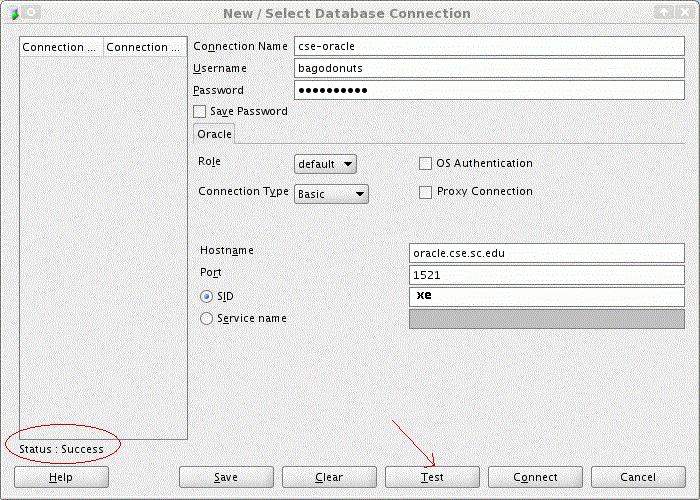 New / Select Database Connection
Connection ... Connection ...
Connection Name cse-oracle
Username bagodonuts
Password ●●●●●●●●●●
Save Password
Oracle
Role default OS Authentication
Connection Type Basic Proxy Connection
Hostname oracle.cse.sc.edu
Port 1521
SID xe
Service name
Status : Success
Help Save Clear Test Connect Cancel